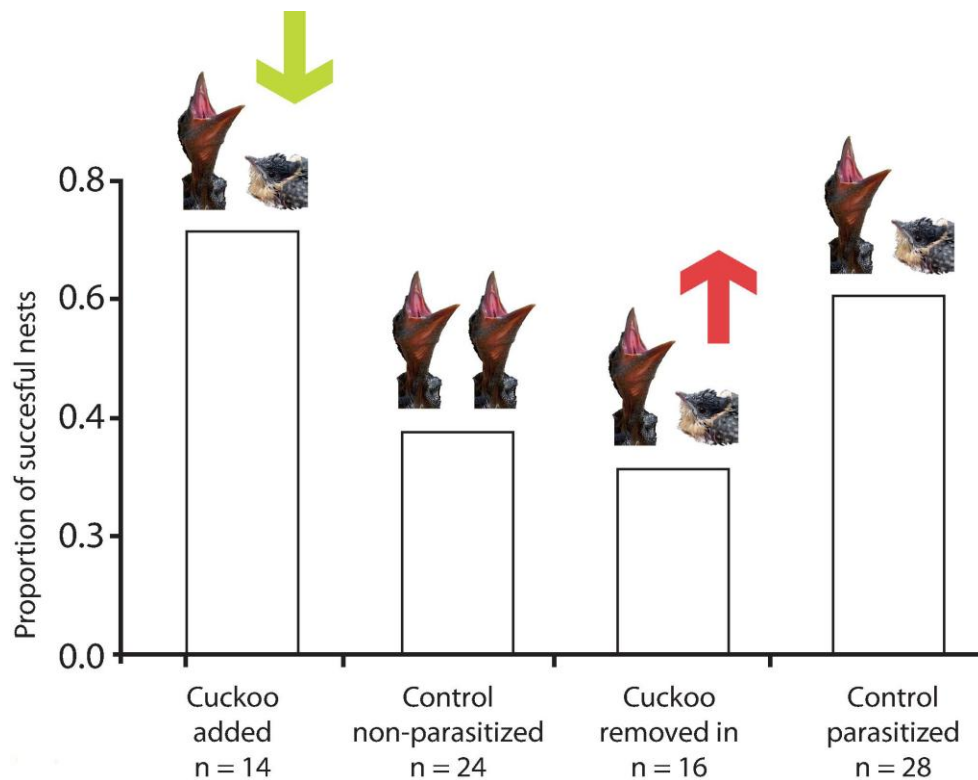 Proportion of succesful nests
0.8
0.6
0.4
0.3
0.0
Cuckoo
added
n = 14
Control
non-parasitized
n = 24
Cuckoo
removed in
n = 16
Control
parasitized
n = 28